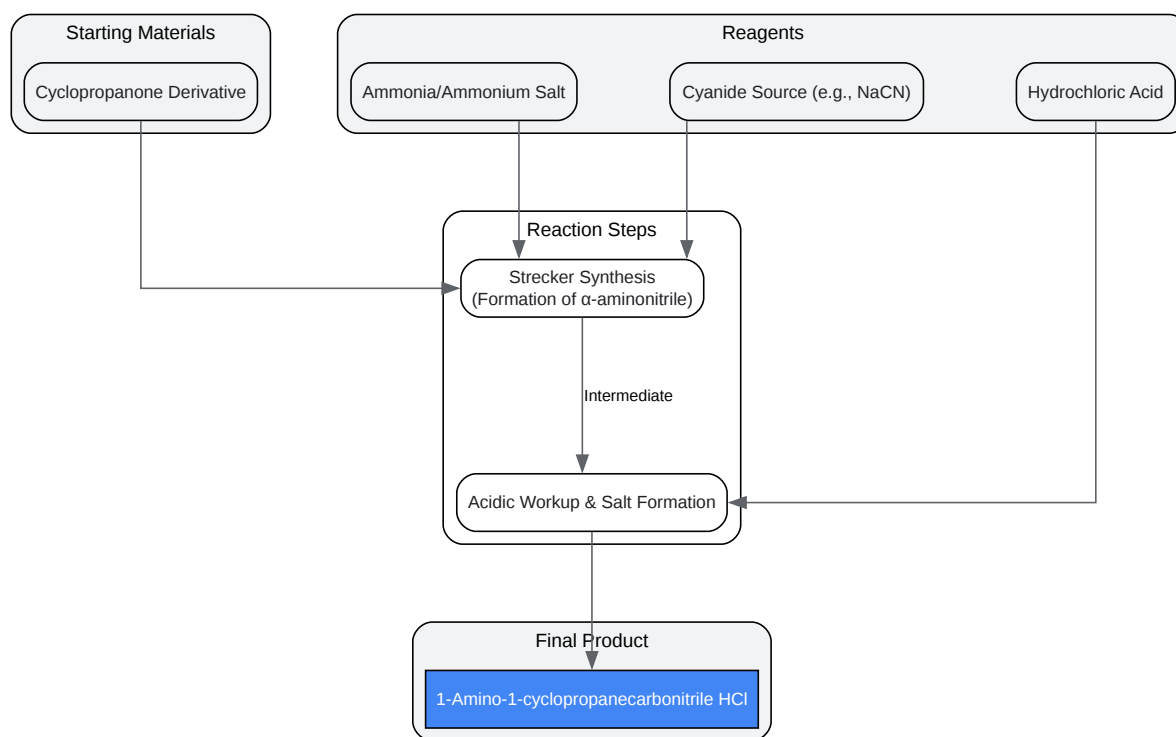 Starting Materials
Reagents
Cyclopropanone Derivative
Ammonia/Ammonium Salt
Cyanide Source (e.g., NaCN)
Hydrochloric Acid
Reaction Steps
Strecker Synthesis
(Formation of α-aminonitrile)
Intermediate
Acidic Workup & Salt Formation
Final Product
1-Amino-1-cyclopropanecarbonitrile HCl